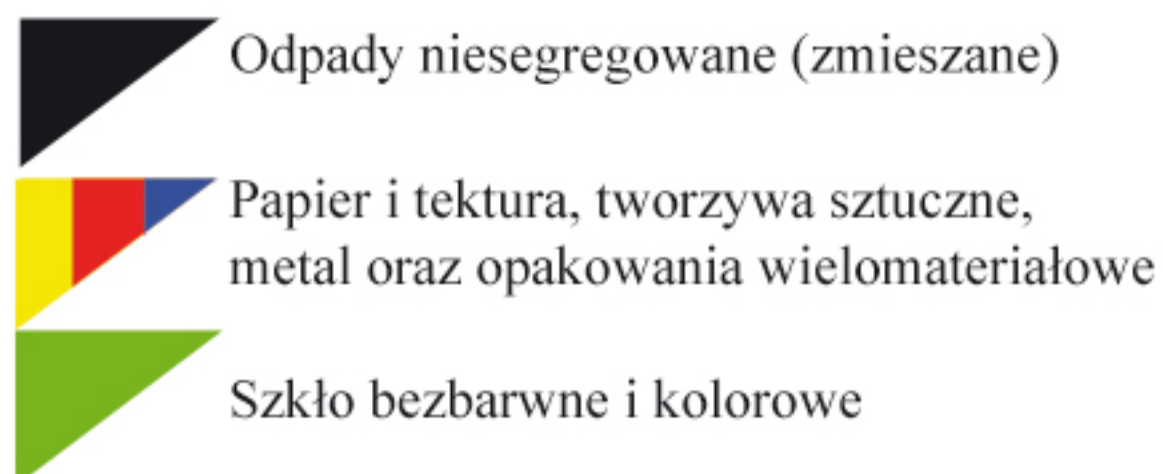 Odpady niesegregowane (zmieszane)
Papier i tektura, tworzywa sztuczne,
metal oraz opakowania wielomateriałowe
Szkło bezbarwne i kolorowe